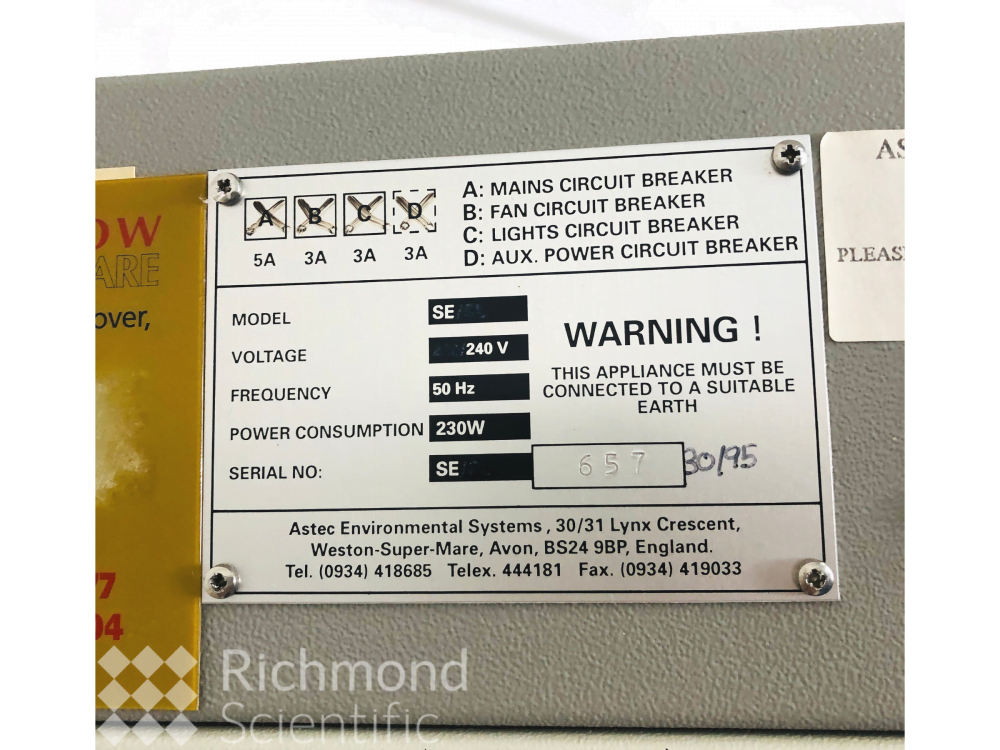 A B C D
5A 3A 3A 3A
A: MAINS CIRCUIT BREAKER
B: FAN CIRCUIT BREAKER
C: LIGHTS CIRCUIT BREAKER
D: AUX. POWER CIRCUIT BREAKER
MODEL SE
VOLTAGE 240 V
FREQUENCY 50 Hz
POWER CONSUMPTION 230W
SERIAL NO: SE 657 30/95
WARNING !
THIS APPLIANCE MUST BE
CONNECTED TO A SUITABLE
EARTH
Astec Environmental Systems , 30/31 Lynx Crescent,
Weston-Super-Mare, Avon, BS24 9BP, England.
Tel. (0934) 418685 Telex. 444181 Fax. (0934) 419033
OW
ARE
over,
7
04
AS
PLEAS
Richmond
Scientific